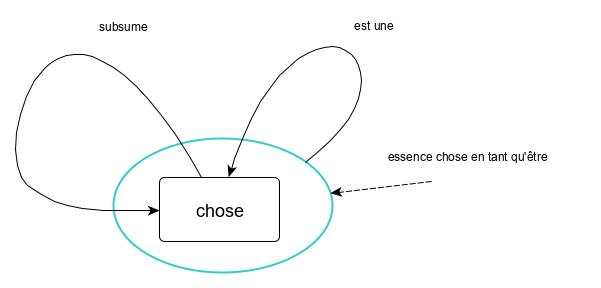 subsume
est une
essence chose en tant qu'être
chose